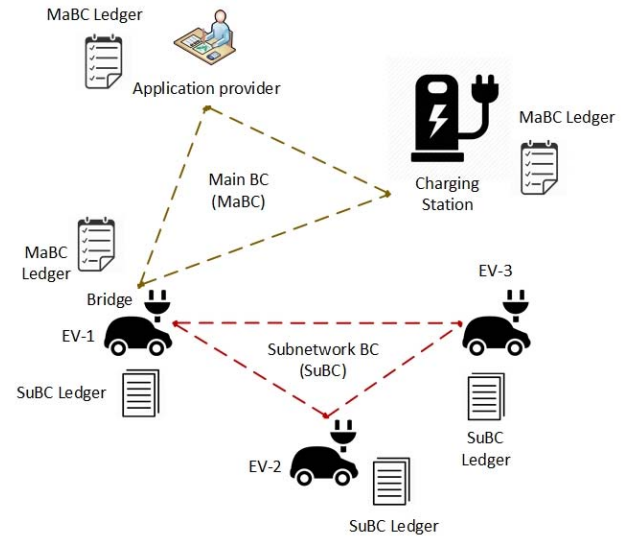 MaBC Ledger
Application provider
MaBC Ledger
Charging
Station
Main BC
(MaBC)
MaBC
Ledger
Bridge
EV-1
EV-3
Subnetwork BC
(SuBC)
SuBC Ledger
SuBC
Ledger
EV-2
SuBC Ledger